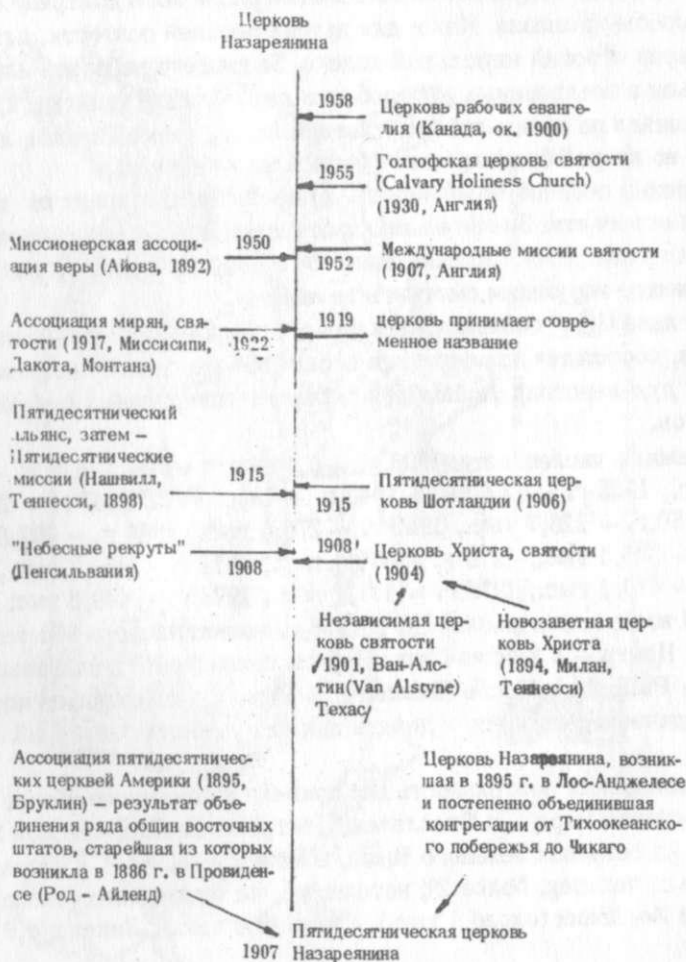 Церковь
Назареянина
1958
Церковь рабочих еванге-
лия (Канада, ок. 1900)
1955
Голгофская церковь святости
(Calvary Holiness Church)
(1930, Англия)
Миссионерская ассоци-
ация веры (Айова, 1892)
1950
1952
Международные миссии святости
(1907, Англия)
Ассоциация мирян, свя-
тости (1917, Миссисипи,
Дакота, Монтана)
1922
1919
церковь принимает совре-
менное название
Пятидесятнический
льянс, затем –
Пятидесятнические
миссии (Нашвилл,
Теннесси, 1898)
1915
1915
Пятидесятническая цер-
ковь Шотландии (1906)
"Небесные рекруты"
(Пенсильвания)
1908
1908
Церковь Христа, святости
(1904)
Независимая цер-
ковь святости
/1901, Ван-Алс-
тин(Van Alstyne)
Техас/
Новозаветная цер-
ковь Христа
(1894, Милан,
Теннесси)
Ассоциация пятидесятничес-
ких церквей Америки (1895,
Бруклин) – результат объе-
динения ряда общин восточных
штатов, старейшая из которых
возникла в 1886 г. в Провиден-
се (Род - Айленд)
Церковь Назареянина, возник-
шая в 1895 г. в Лос-Анджелесе
и постепенно объединившая
конгрегации от Тихоокеанско-
го побережья до Чикаго
1907
Пятидесятническая церковь
Назареянина